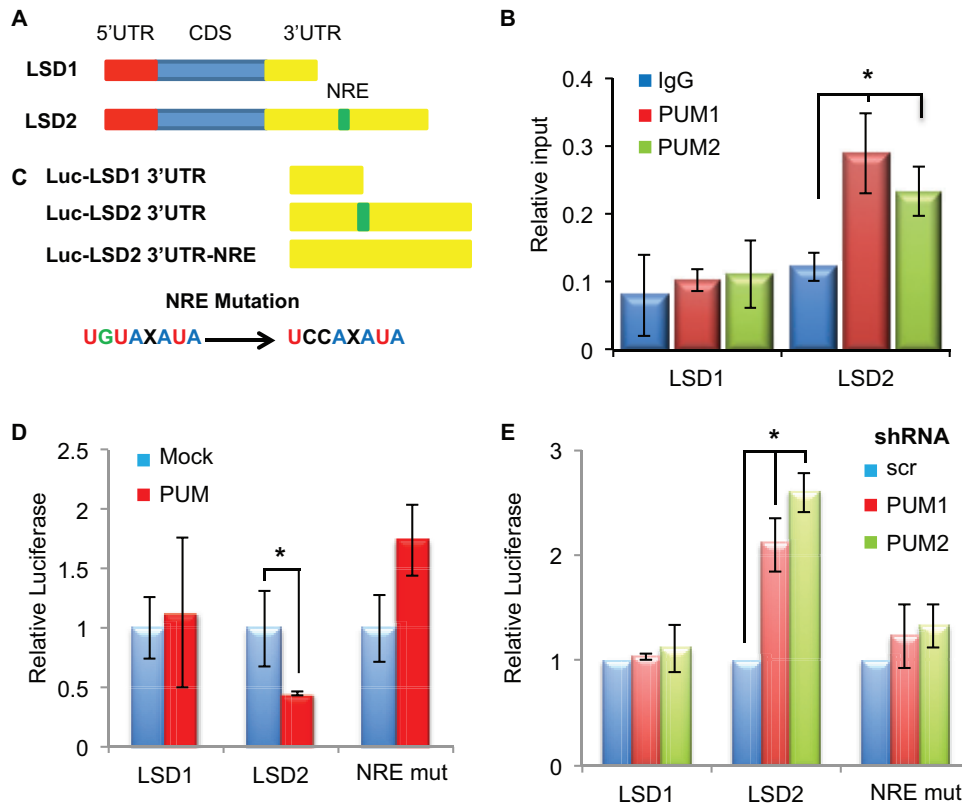 A
5'UTR CDS 3'UTR
LSD1
NRE
LSD2
B
0.4
0.3
0.2
0.1
0
Relative input
IgG
PUM1
PUM2
*
LSD1 LSD2
C
Luc-LSD1 3'UTR
Luc-LSD2 3'UTR
Luc-LSD2 3'UTR-NRE
NRE Mutation
UGUAXAUA UCCAXAUA
D
2.5
2
1.5
1
0.5
0
Relative Luciferase
Mock
PUM
*
LSD1 LSD2 NRE mut
E
3
2
1
0
Relative Luciferase
shRNA
scr
PUM1
PUM2
*
LSD1 LSD2 NRE mut